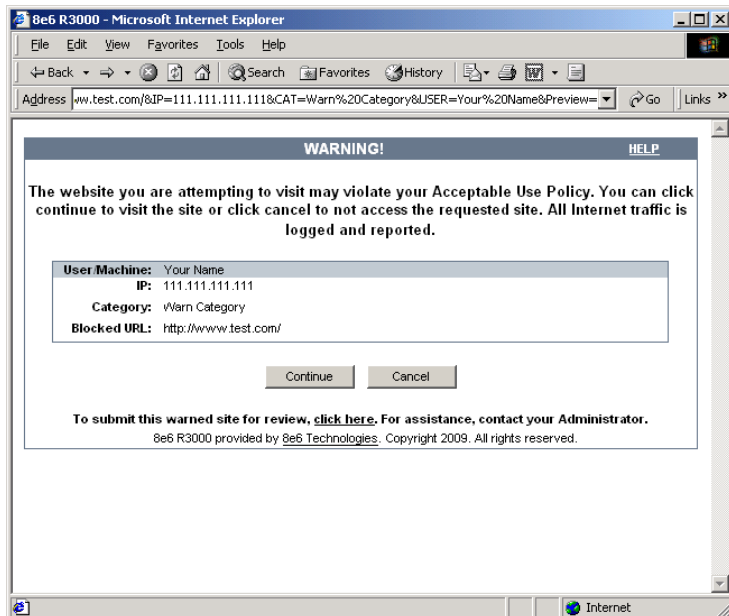 8e6 R3000 - Microsoft Internet Explorer
File Edit View Favorites Tools Help
Back Search Favorites History
Address ww.test.com/&IP=111.111.111.111&CAT=Warn%20Category&USER=Your%20Name&Preview= Go Links »
WARNING! HELP
The website you are attempting to visit may violate your Acceptable Use Policy. You can click
continue to visit the site or click cancel to not access the requested site. All Internet traffic is
logged and reported.
User/Machine: Your Name
IP: 111.111.111.111
Category: Warn Category
Blocked URL: http://www.test.com/
Continue Cancel
To submit this warned site for review, click here. For assistance, contact your Administrator.
8e6 R3000 provided by 8e6 Technologies. Copyright 2009. All rights reserved.
Internet